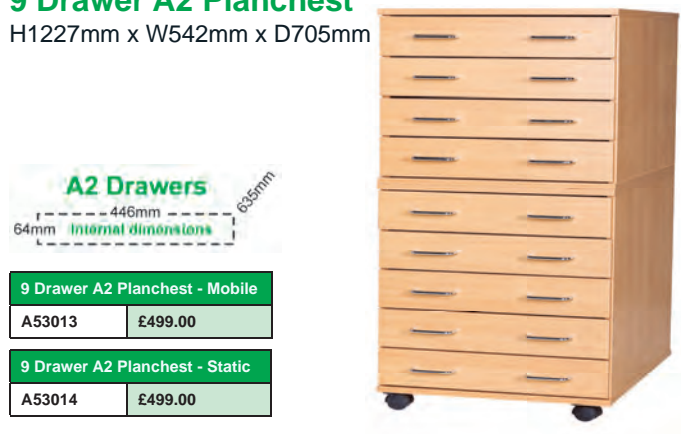 9 Drawer A2 Planchest
H1227mm x W542mm x D705mm
A2 Drawers
635mm
446mm
64mm Internal dimensions
9 Drawer A2 Planchest - Mobile
A53013 £499.00
9 Drawer A2 Planchest - Static
A53014 £499.00